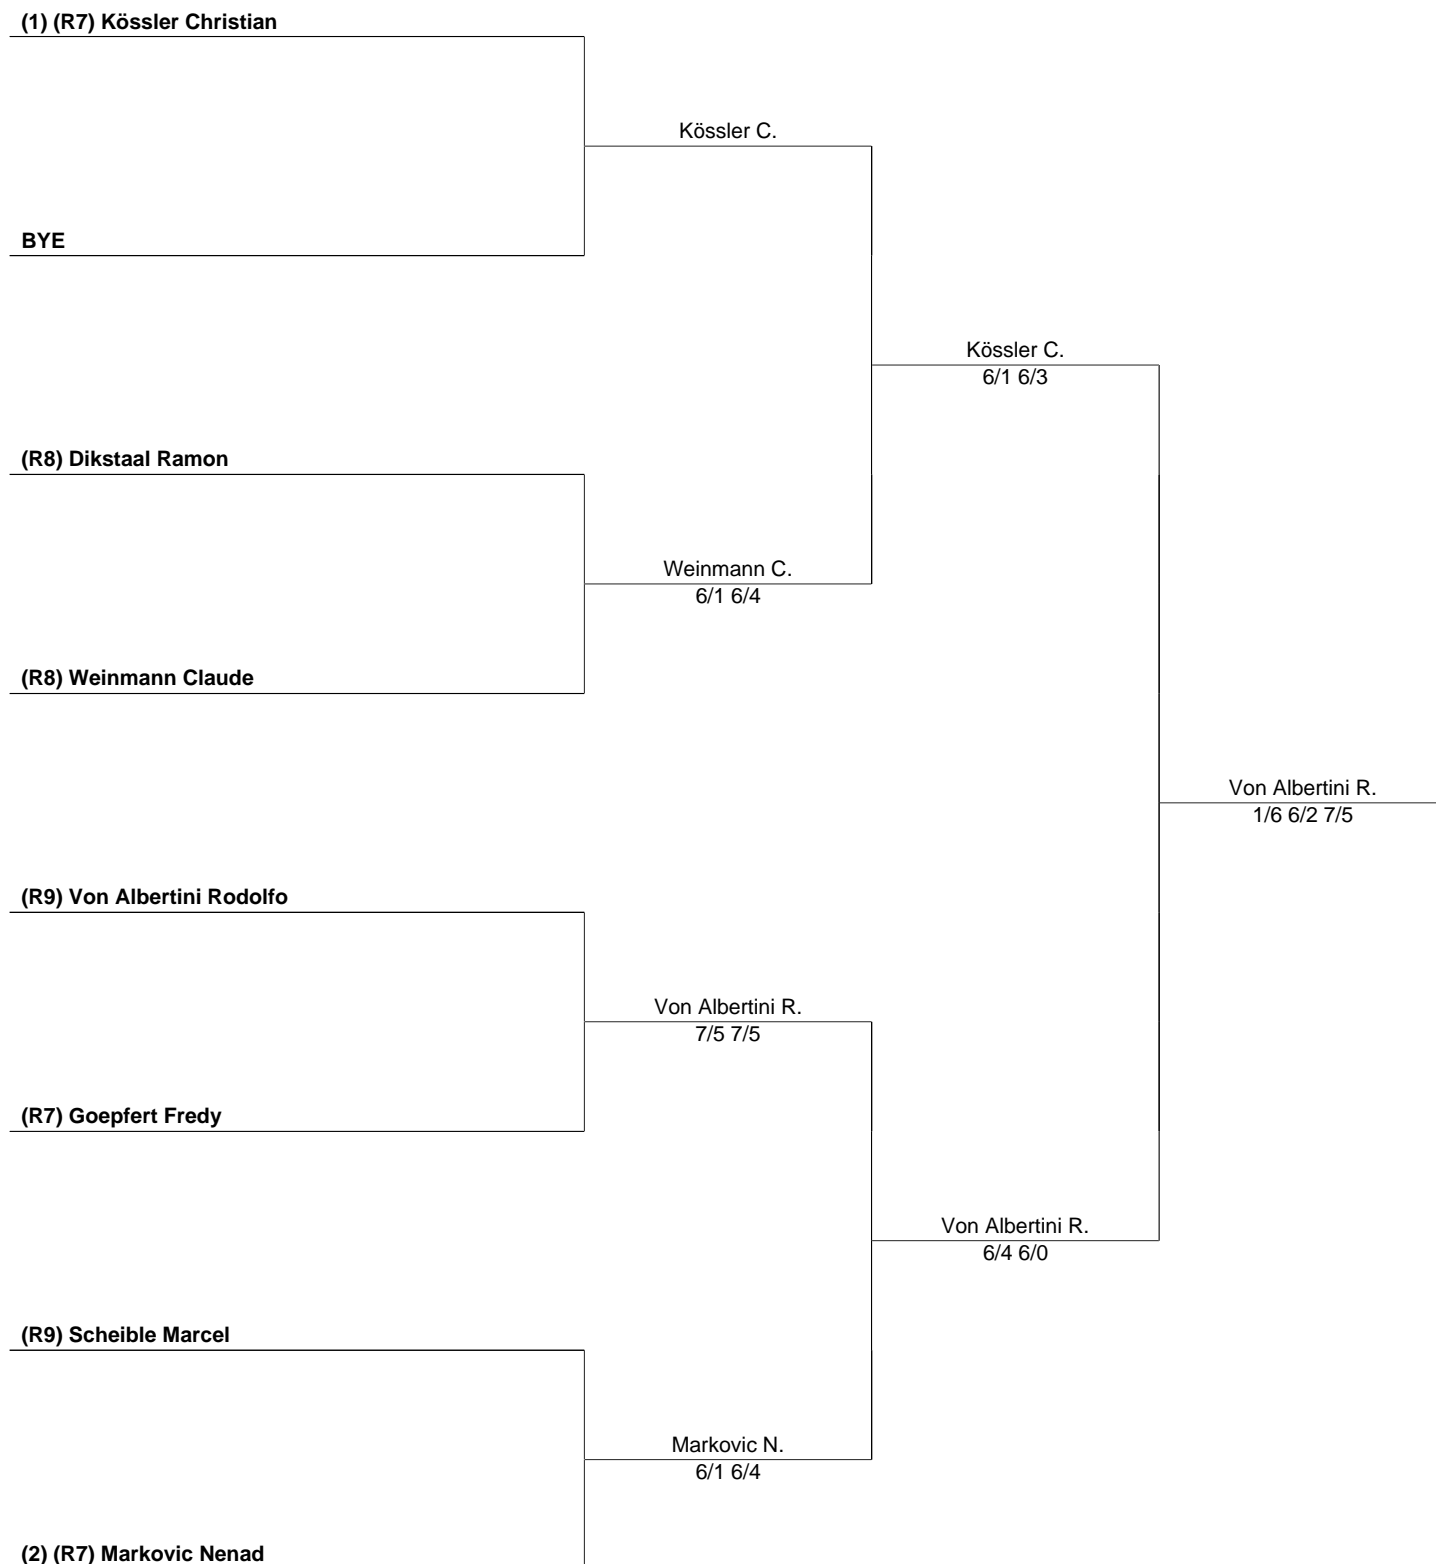 (1) (R7) Kössler Christian
Kössler C.
BYE
Kössler C.
6/1 6/3
(R8) Dikstaal Ramon
Weinmann C.
6/1 6/4
(R8) Weinmann Claude
Von Albertini R.
1/6 6/2 7/5
(R9) Von Albertini Rodolfo
Von Albertini R.
7/5 7/5
(R7) Goepfert Fredy
Von Albertini R.
6/4 6/0
(R9) Scheible Marcel
Markovic N.
6/1 6/4
(2) (R7) Markovic Nenad